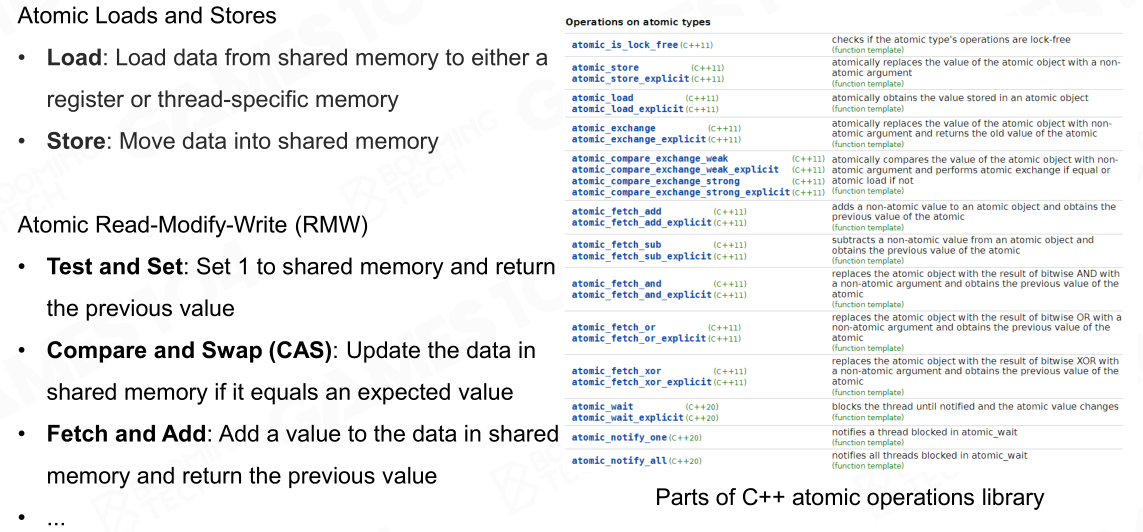 Atomic Loads and Stores
• Load: Load data from shared memory to either a
register or thread-specific memory
• Store: Move data into shared memory
Atomic Read-Modify-Write (RMW)
• Test and Set: Set 1 to shared memory and return
the previous value
• Compare and Swap (CAS): Update the data in
shared memory if it equals an expected value
• Fetch and Add: Add a value to the data in shared
memory and return the previous value
• ...
Operations on atomic types
atomic_is_lock_free (C++11)
checks if the atomic type's operations are lock-free
(function template)
atomic_store (C++11)
atomic_store_explicit (C++11)
atomically replaces the value of the atomic object with a non-
atomic argument
(function template)
atomic_load (C++11)
atomic_load_explicit (C++11)
atomically obtains the value stored in an atomic object
(function template)
atomic_exchange (C++11)
atomic_exchange_explicit (C++11)
atomically replaces the value of the atomic object with non-
atomic argument and returns the old value of the atomic
(function template)
atomic_compare_exchange_weak (C++11)
atomic_compare_exchange_weak_explicit (C++11)
atomic_compare_exchange_strong (C++11)
atomic_compare_exchange_strong_explicit (C++11)
atomically compares the value of the atomic object with non-
atomic argument and performs atomic exchange if equal or
atomic load if not
(function template)
atomic_fetch_add (C++11)
atomic_fetch_add_explicit (C++11)
adds a non-atomic value to an atomic object and obtains the
previous value of the atomic
(function template)
atomic_fetch_sub (C++11)
atomic_fetch_sub_explicit (C++11)
subtracts a non-atomic value from an atomic object and
obtains the previous value of the atomic
(function template)
atomic_fetch_and (C++11)
atomic_fetch_and_explicit (C++11)
replaces the atomic object with the result of bitwise AND with
a non-atomic argument and obtains the previous value of the
atomic
(function template)
atomic_fetch_or (C++11)
atomic_fetch_or_explicit (C++11)
replaces the atomic object with the result of bitwise OR with a
non-atomic argument and obtains the previous value of the
atomic
(function template)
atomic_fetch_xor (C++11)
atomic_fetch_xor_explicit (C++11)
replaces the atomic object with the result of bitwise XOR with
a non-atomic argument and obtains the previous value of the
atomic
(function template)
atomic_wait (C++20)
atomic_wait_explicit (C++20)
blocks the thread until notified and the atomic value changes
(function template)
atomic_notify_one (C++20)
notifies a thread blocked in atomic_wait
(function template)
atomic_notify_all (C++20)
notifies all threads blocked in atomic_wait
(function template)
Parts of C++ atomic operations library
GAMES104
BOOMING
TECH